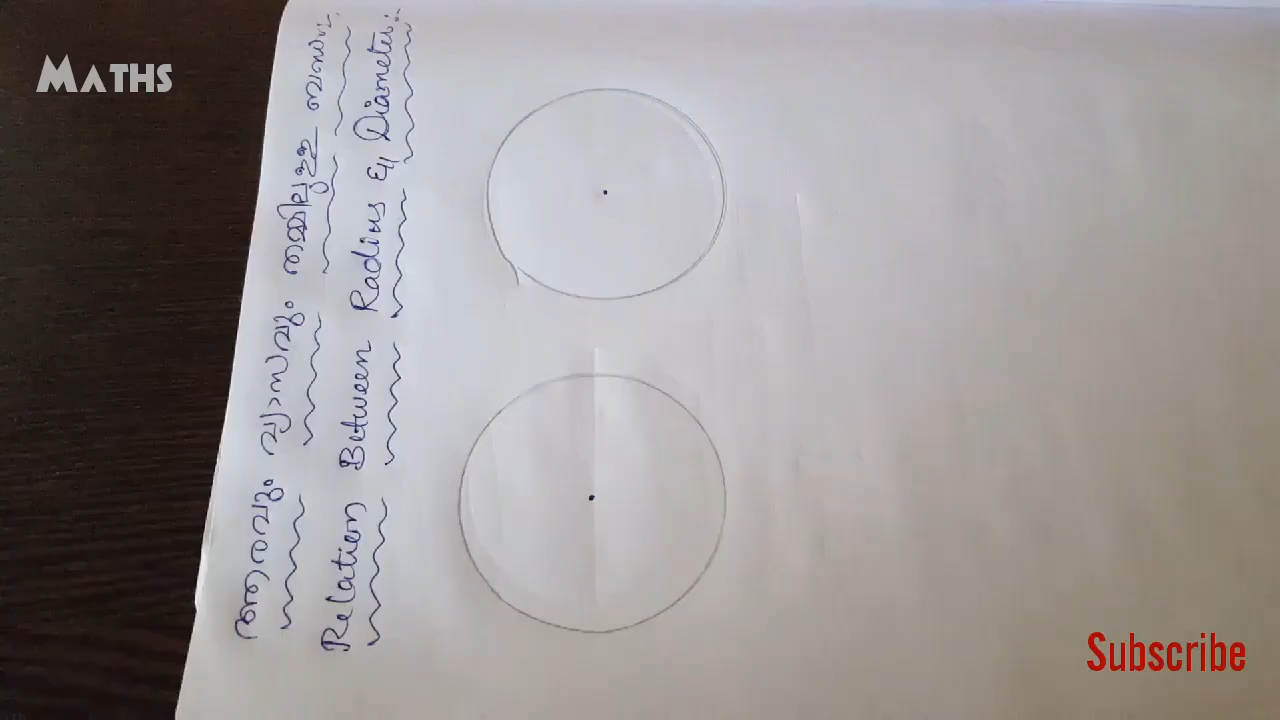 MATHS
ആരവും വ്യാസവും തമ്മിലുള്ള ബന്ധം.
Relation Between Radius & Diameter:
Subscribe